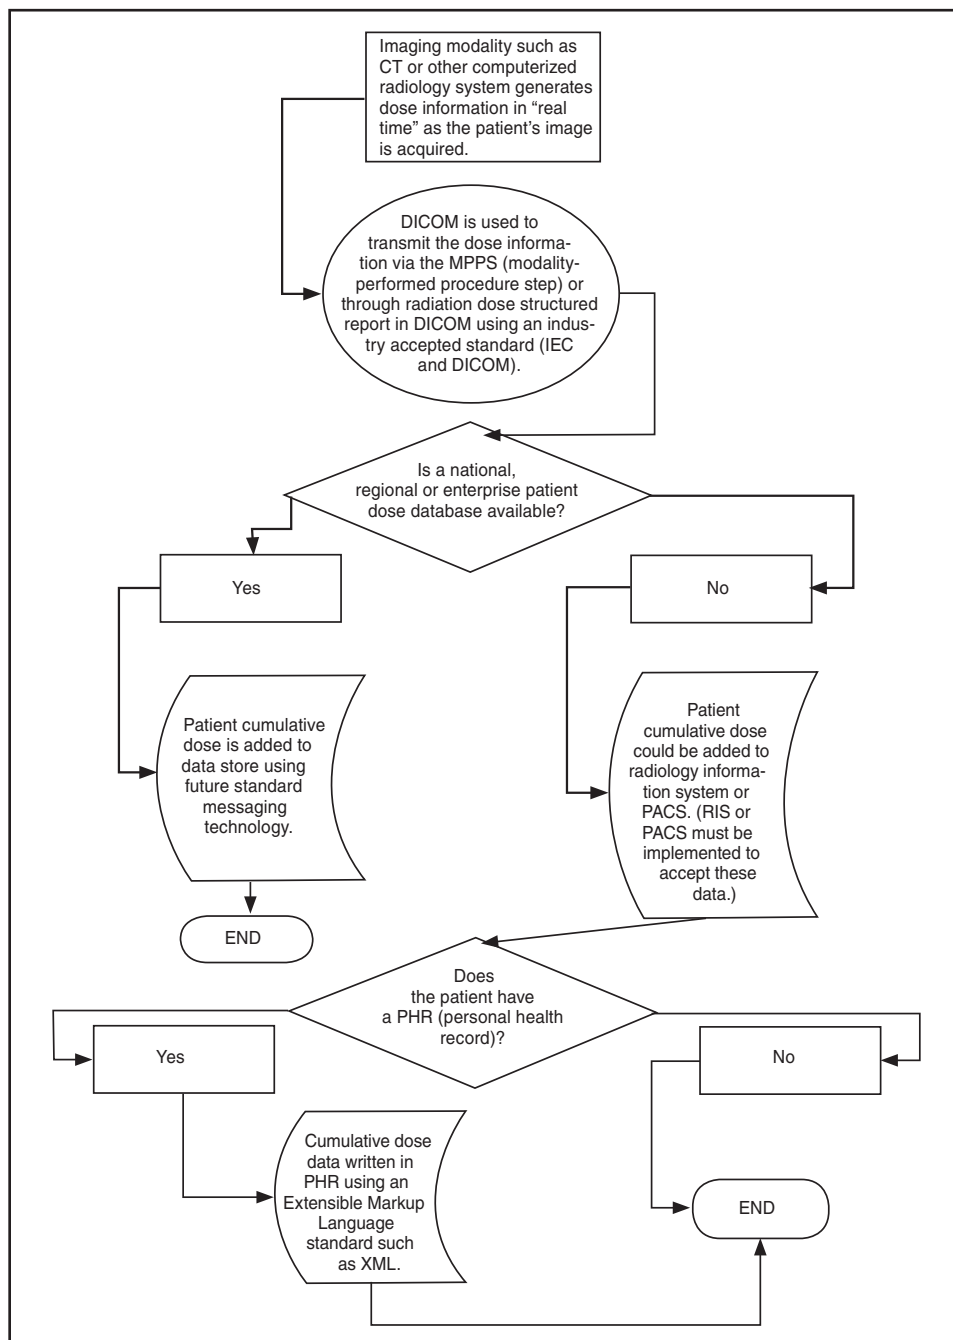 Imaging modality such as
CT or other computerized
radiology system generates
dose information in “real
time” as the patient’s image
is acquired.
DICOM is used to
transmit the dose informa-
tion via the MPPS (modality-
performed procedure step) or
through radiation dose structured
report in DICOM using an indus-
try accepted standard (IEC
and DICOM).
Is a national,
regional or enterprise patient
dose database available?
Yes
No
Patient cumulative
dose is added to
data store using
future standard
messaging
technology.
Patient
cumulative dose
could be added to
radiology informa-
tion system or
PACS. (RIS or
PACS must be
implemented to
accept these
data.)
END
Does
the patient have
a PHR (personal health
record)?
Yes
No
Cumulative dose
data written in
PHR using an
Extensible Markup
Language
standard such
as XML.
END